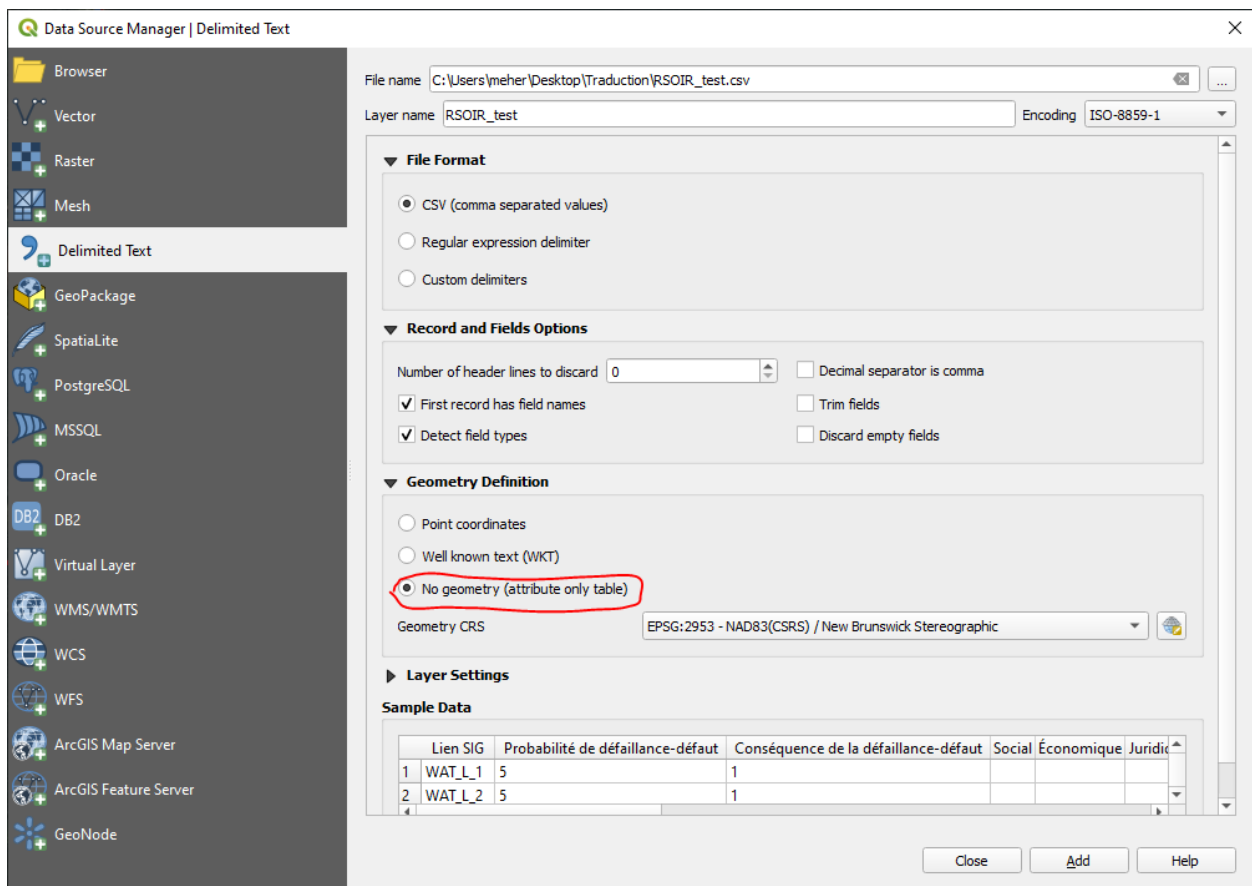 Data Source Manager | Delimited Text
Browser
Vector
Raster
Mesh
Delimited Text
GeoPackage
SpatiaLite
PostgreSQL
MSSQL
Oracle
DB2
DB2
Virtual Layer
WMS/WMTS
WCS
WFS
ArcGIS Map Server
ArcGIS Feature Server
GeoNode
File name C:\Users\meher\Desktop\Traduction\RSOIR_test.csv ...
Layer name RSOIR_test Encoding ISO-8859-1
File Format
CSV (comma separated values)
Regular expression delimiter
Custom delimiters
Record and Fields Options
Number of header lines to discard 0 Decimal separator is comma
First record has field names Trim fields
Detect field types Discard empty fields
Geometry Definition
Point coordinates
Well known text (WKT)
No geometry (attribute only table)
Geometry CRS EPSG:2953 - NAD83(CSRS) / New Brunswick Stereographic
Layer Settings
Sample Data
Lien SIG Probabilité de défaillance-défaut Conséquence de la défaillance-défaut Social Économique Juridic
1 WAT_L_1 5 1
2 WAT_L_2 5 1
Close Add Help